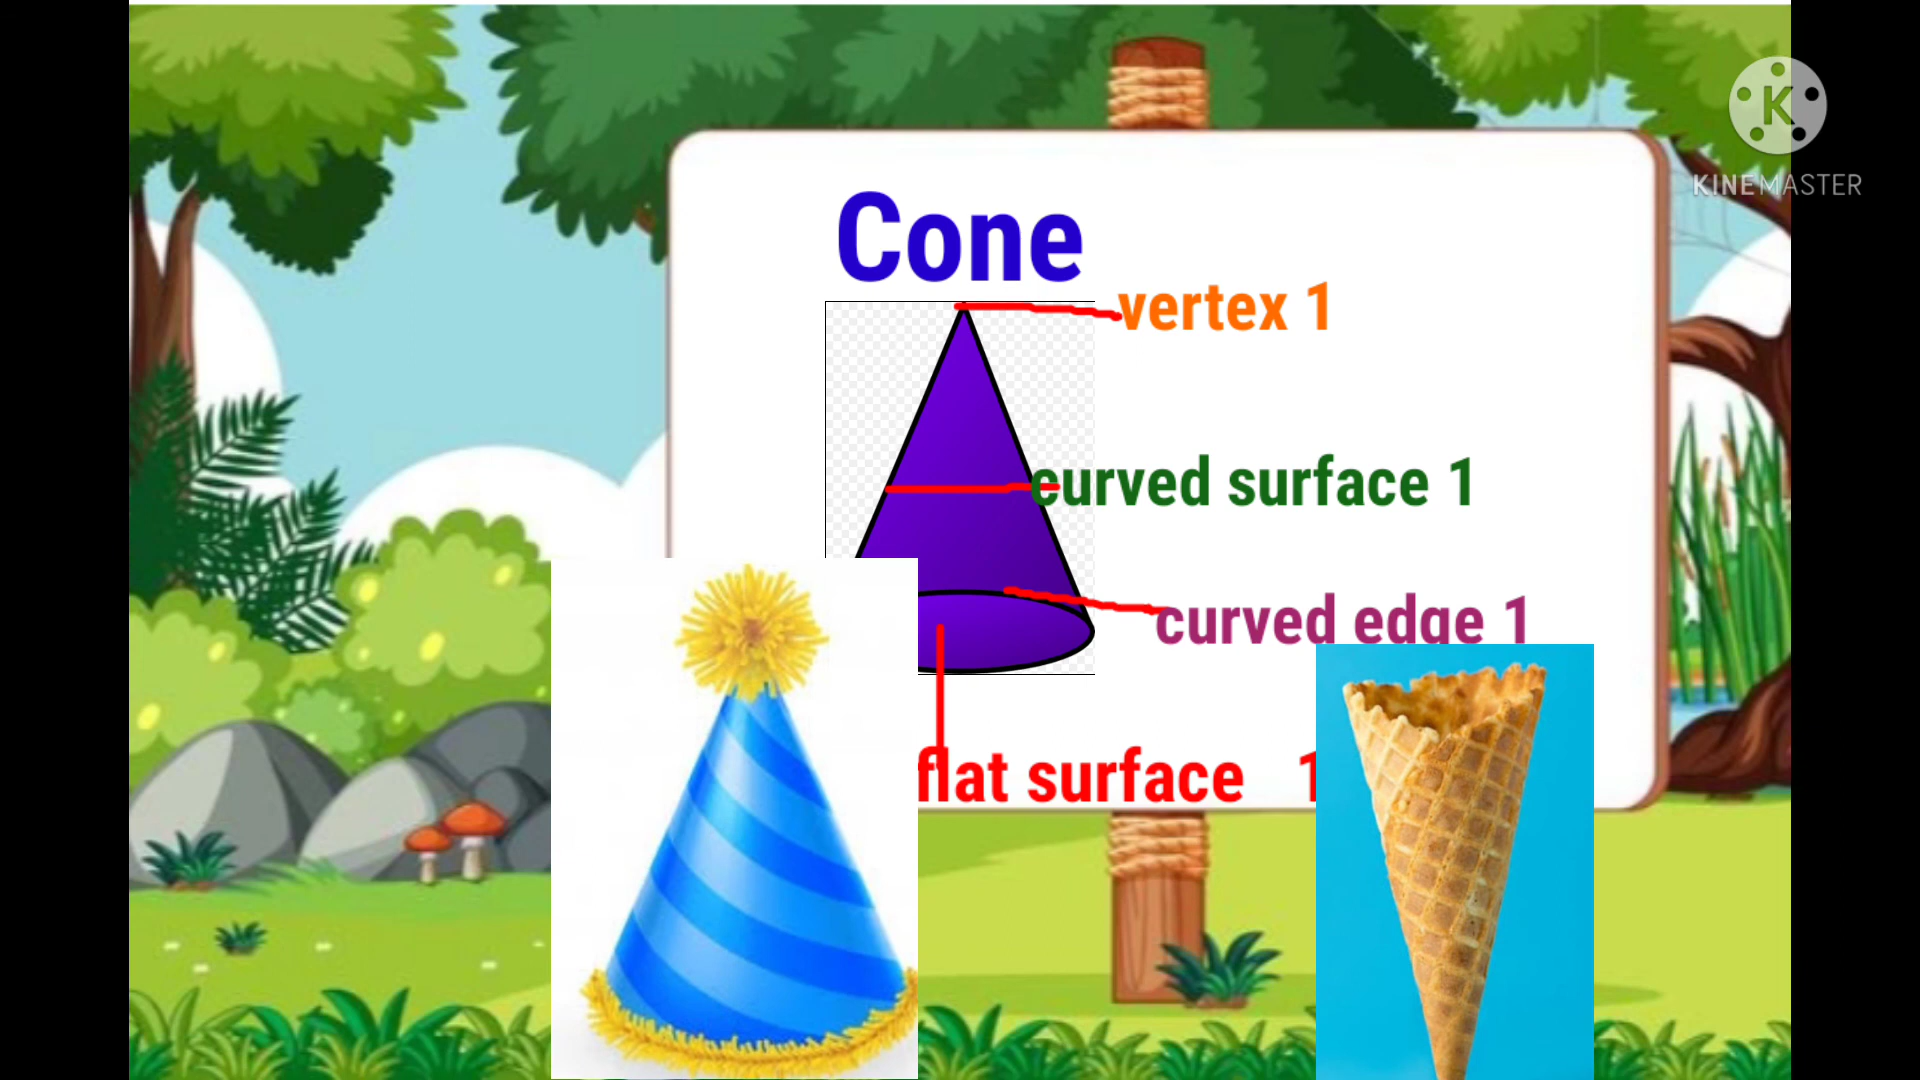 K
KINEMASTER
Cone
vertex 1
curved surface 1
curved edge 1
flat surface 1